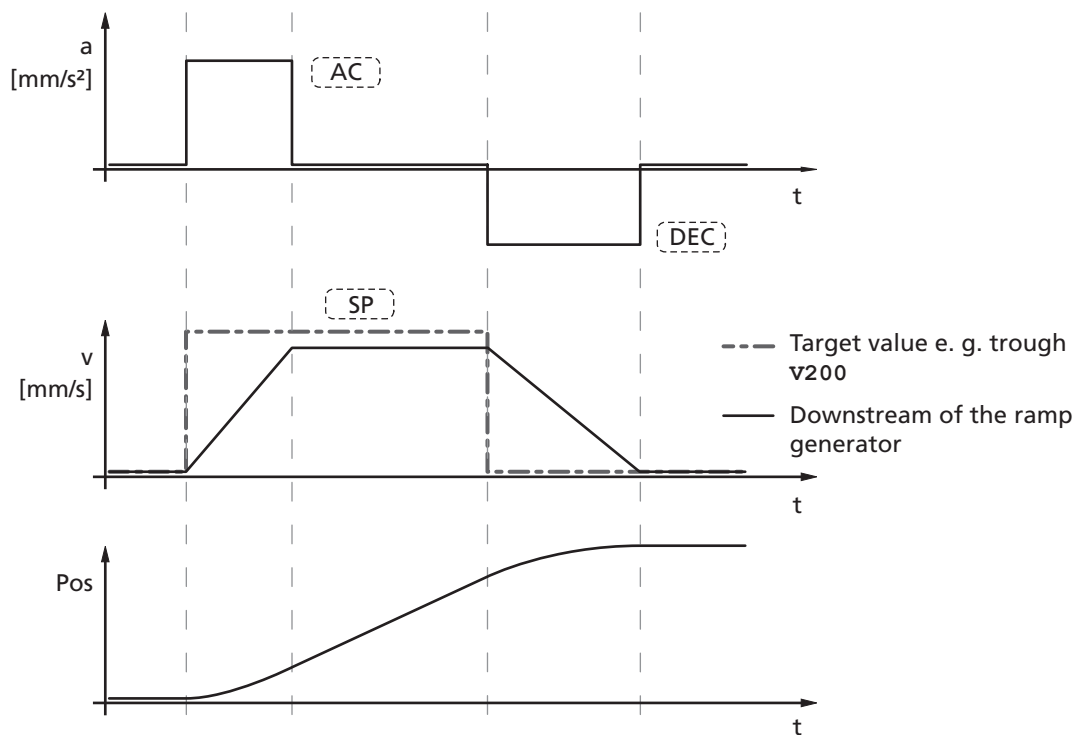 a
[mm/s²]
AC
t
DEC
SP
v
[mm/s]
Target value e. g. trough
V200
Downstream of the ramp
generator
t
Pos
t